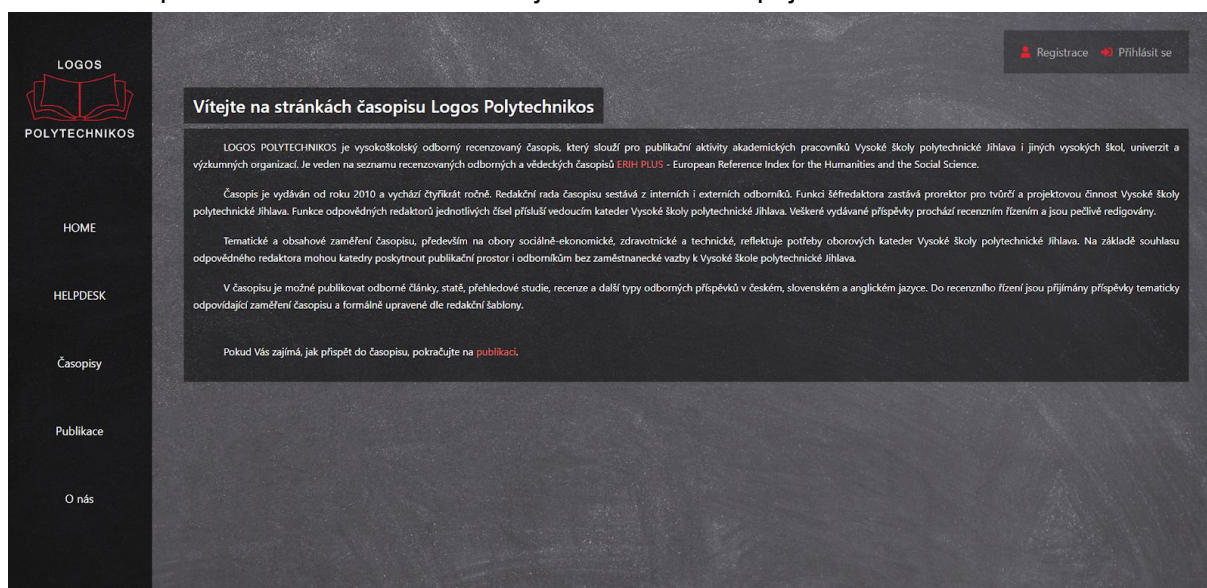 LOGOS
POLYTECHNIKOS
HOME
HELPDESK
Časopisy
Publikace
O nás
Registrace Přihlásit se
Vítejte na stránkách časopisu Logos Polytechnikos
LOGOS POLYTECHNIKOS je vysokoškolský odborný recenzovaný časopis, který slouží pro publikační aktivity akademických pracovníků Vysoké školy polytechnické Jihlava i jiných vysokých škol, univerzit a
výzkumných organizací. Je veden na seznamu recenzovaných odborných a vědeckých časopisů ERIH PLUS - European Reference Index for the Humanities and the Social Science.
Časopis je vydáván od roku 2010 a vychází čtyřikrát ročně. Redakční rada časopisu sestává z interních i externích odborníků. Funkci šéfredaktora zastává prorektor pro tvůrčí a projektovou činnost Vysoké školy
polytechnické Jihlava. Funkce odpovědných redaktorů jednotlivých čísel přísluší vedoucím kateder Vysoké školy polytechnické Jihlava. Veškeré vydávané příspěvky prochází recenzním řízením a jsou pečlivě redigovány.
Tematické a obsahové zaměření časopisu, především na obory sociálně-ekonomické, zdravotnické a technické, reflektuje potřeby oborových kateder Vysoké školy polytechnické Jihlava. Na základě souhlasu
odpovědného redaktora mohou katedry poskytnout publikační prostor i odborníkům bez zaměstnanecké vazby k Vysoké škole polytechnické Jihlava.
V časopisu je možné publikovat odborné články, statě, přehledové studie, recenze a další typy odborných příspěvků v českém, slovenském a anglickém jazyce. Do recenzního řízení jsou přijímány příspěvky tematicky
odpovídající zaměření časopisu a formálně upravené dle redakční šablony.
Pokud Vás zajímá, jak přispět do časopisu, pokračujte na publikaci.